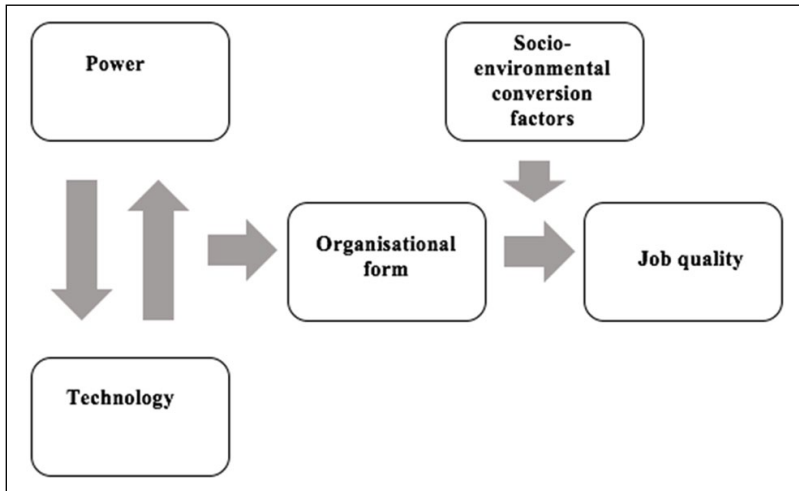 Power
Socio-
environmental
conversion
factors
Organisational
form
Job quality
Technology